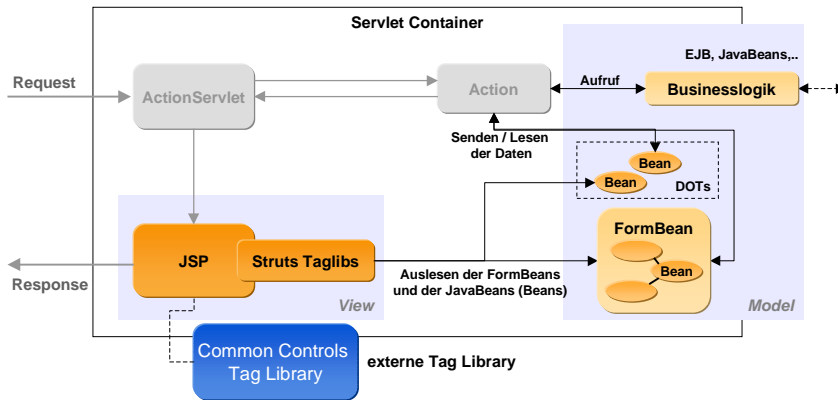 Servlet Container
EJB, JavaBeans,..
Request
ActionServlet
Action
Aufruf
Businesslogik
Senden / Lesen
der Daten
Bean
Bean
DOTs
FormBean
Bean
JSP
Struts Taglibs
Response
Auslesen der FormBeans
und der JavaBeans (Beans)
View
Model
Common Controls
Tag Library
externe Tag Library